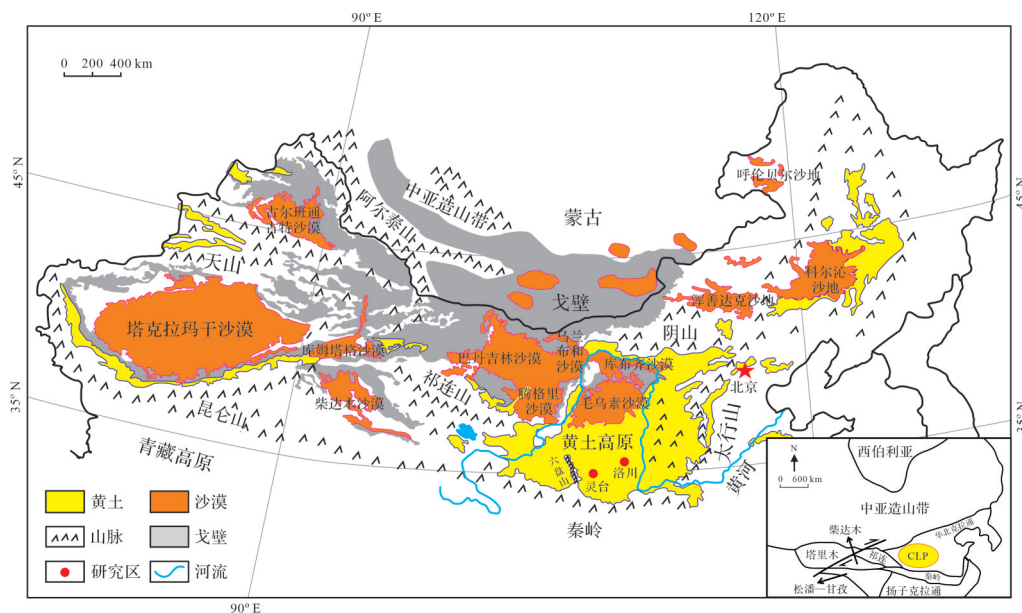 90° E
120° E
0 200 400 km
45° N
45° N
35° N
35° N
90° E
呼伦贝尔沙地
中亚造山带
阿尔泰山
蒙古
古尔班通
古特沙漠
科尔沁
沙地
天山
戈壁
浑善达克沙地
塔克拉玛干沙漠
阴山
乌兰
布和
沙漠
库姆塔格沙漠
巴丹吉林沙漠
库布齐沙漠
北京
祁连山
柴达木沙漠
腾格里
沙漠
毛乌素沙漠
昆仑山
太行山
青藏高原
黄土高原
六盘山
洛川
灵台
黄河
秦岭
黄土
沙漠
山脉
戈壁
研究区
河流
N
0 600 km
西伯利亚
中亚造山带
柴达木
华北克拉通
塔里木
祁连
CLP
秦岭
松潘—甘孜
扬子克拉通